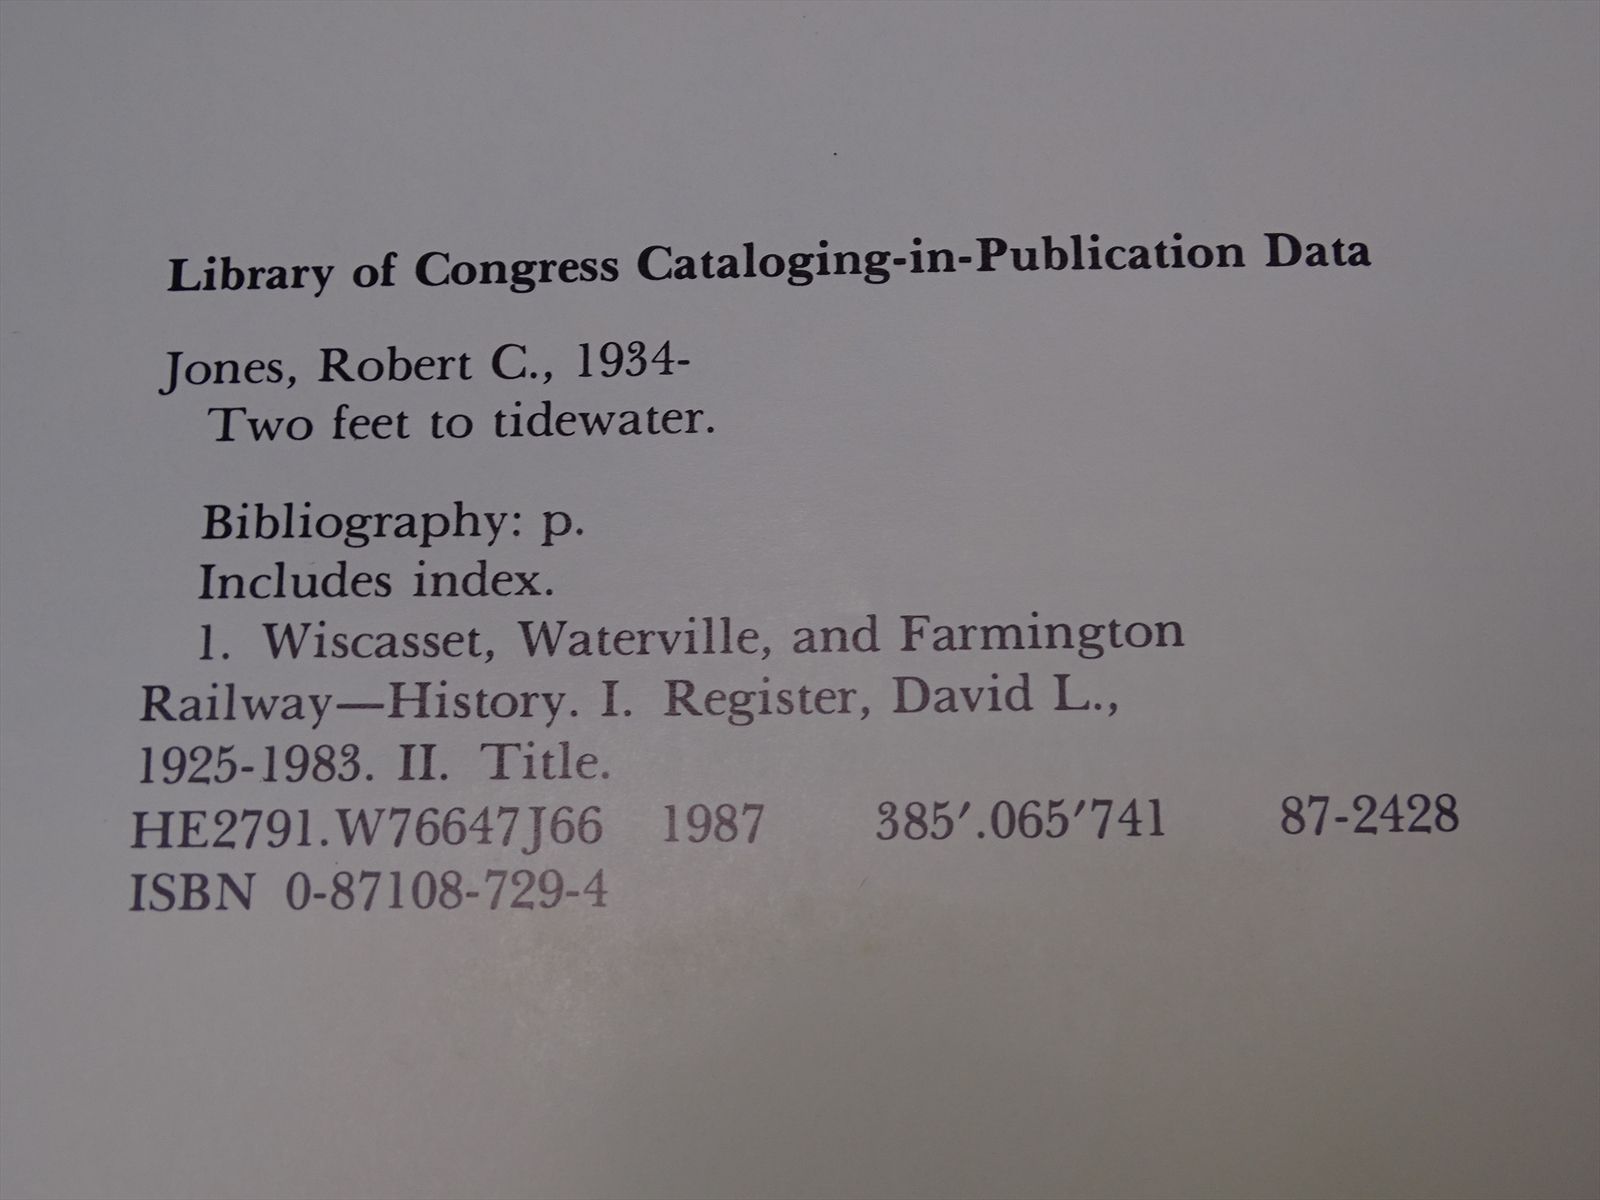 Library of Congress Cataloging-in-Publication Data
Jones, Robert C., 1934-
Two feet to tidewater.
Bibliography: p.
Includes index.
1. Wiscasset, Waterville, and Farmington
Railway—History. I. Register, David L.,
1925-1983. II. Title.
HE2791.W76647J66 1987 385′.065′741 87-2428
ISBN 0-87108-729-4